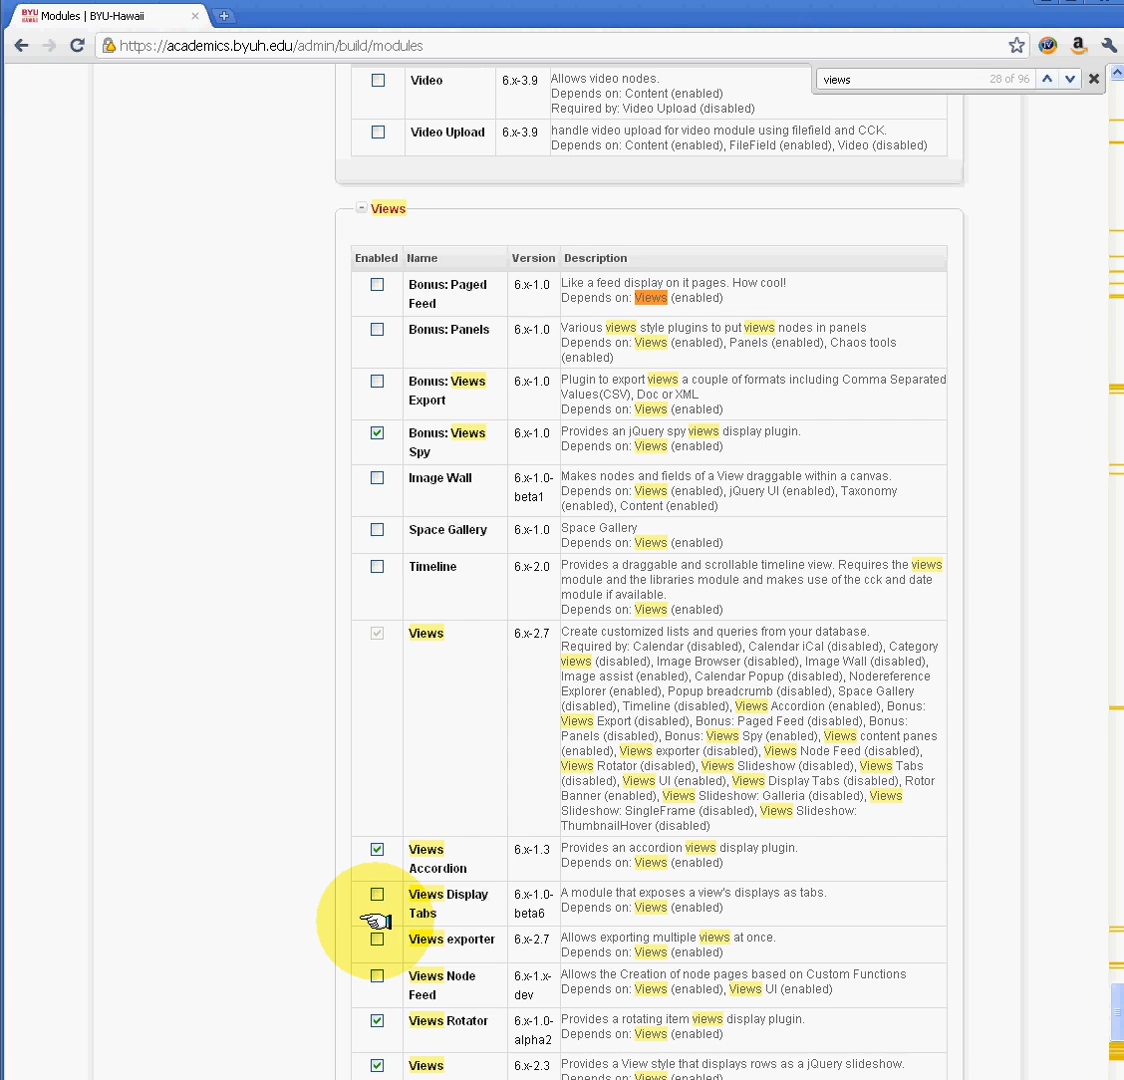 BYU HAWAII Modules | BYU-Hawaii
https://academics.byuh.edu/admin/build/modules
views 28 of 96
Video 6.x-3.9 Allows video nodes.
Depends on: Content (enabled)
Required by: Video Upload (disabled)
Video Upload 6.x-3.9 handle video upload for video module using filefield and CCK.
Depends on: Content (enabled), FileField (enabled), Video (disabled)
Views
Enabled Name Version Description
Bonus: Paged 6.x-1.0 Like a feed display on it pages. How cool!
Feed Depends on: Views (enabled)
Bonus: Panels 6.x-1.0 Various views style plugins to put views nodes in panels
Depends on: Views (enabled), Panels (enabled), Chaos tools
(enabled)
Bonus: Views 6.x-1.0 Plugin to export views a couple of formats including Comma Separated
Export Values(CSV), Doc or XML
Depends on: Views (enabled)
Bonus: Views 6.x-1.0 Provides an jQuery spy views display plugin.
Spy Depends on: Views (enabled)
Image Wall 6.x-1.0- Makes nodes and fields of a View draggable within a canvas.
beta1 Depends on: Views (enabled), jQuery UI (enabled), Taxonomy
(enabled), Content (enabled)
Space Gallery 6.x-1.0 Space Gallery
Depends on: Views (enabled)
Timeline 6.x-2.0 Provides a draggable and scrollable timeline view. Requires the views
module and the libraries module and makes use of the cck and date
module if available.
Depends on: Views (enabled)
Views 6.x-2.7 Create customized lists and queries from your database.
Required by: Calendar (disabled), Calendar iCal (disabled), Category
views (disabled), Image Browser (disabled), Image Wall (disabled),
Image assist (enabled), Calendar Popup (disabled), Nodereference
Explorer (enabled), Popup breadcrumb (disabled), Space Gallery
(disabled), Timeline (disabled), Views Accordion (enabled), Bonus:
Views Export (disabled), Bonus: Paged Feed (disabled), Bonus:
Panels (disabled), Bonus: Views Spy (enabled), Views content panes
(enabled), Views exporter (disabled), Views Node Feed (disabled),
Views Rotator (disabled), Views Slideshow (disabled), Views Tabs
(disabled), Views UI (enabled), Views Display Tabs (disabled), Rotor
Banner (enabled), Views Slideshow: Galleria (disabled), Views
Slideshow: SingleFrame (disabled), Views Slideshow:
ThumbnailHover (disabled)
Views 6.x-1.3 Provides an accordion views display plugin.
Accordion Depends on: Views (enabled)
Views Display 6.x-1.0- A module that exposes a view's displays as tabs.
Tabs beta6 Depends on: Views (enabled)
Views exporter 6.x-2.7 Allows exporting multiple views at once.
Depends on: Views (enabled)
Views Node 6.x-1.x- Allows the Creation of node pages based on Custom Functions
Feed dev Depends on: Views (enabled), Views UI (enabled)
Views Rotator 6.x-1.0- Provides a rotating item views display plugin.
alpha2 Depends on: Views (enabled)
Views 6.x-2.3 Provides a View style that displays rows as a jQuery slideshow.
Depends on: Views (enabled)